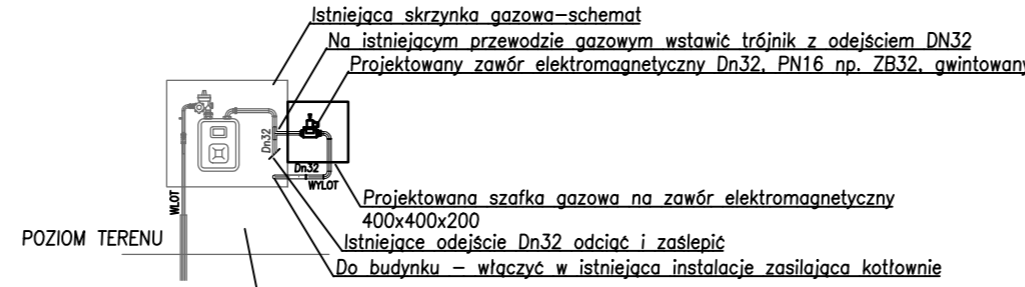 Istniejąca skrzynka gazowa-schemat
Na istniejącym przewodzie gazowym wstawić trójnik z odejściem DN32
Projektowany zawór elektromagnetyczny Dn32, PN16 np. ZB32, gwintowany
Dn32
Dn32
WYLOT
WLOT
Projektowana szafka gazowa na zawór elektromagnetyczny
400x400x200
POZIOM TERENU
Istniejące odejście Dn32 odciąć i zaślepić
Do budynku – włączyć w istniejąca instalacje zasilająca kotłownie